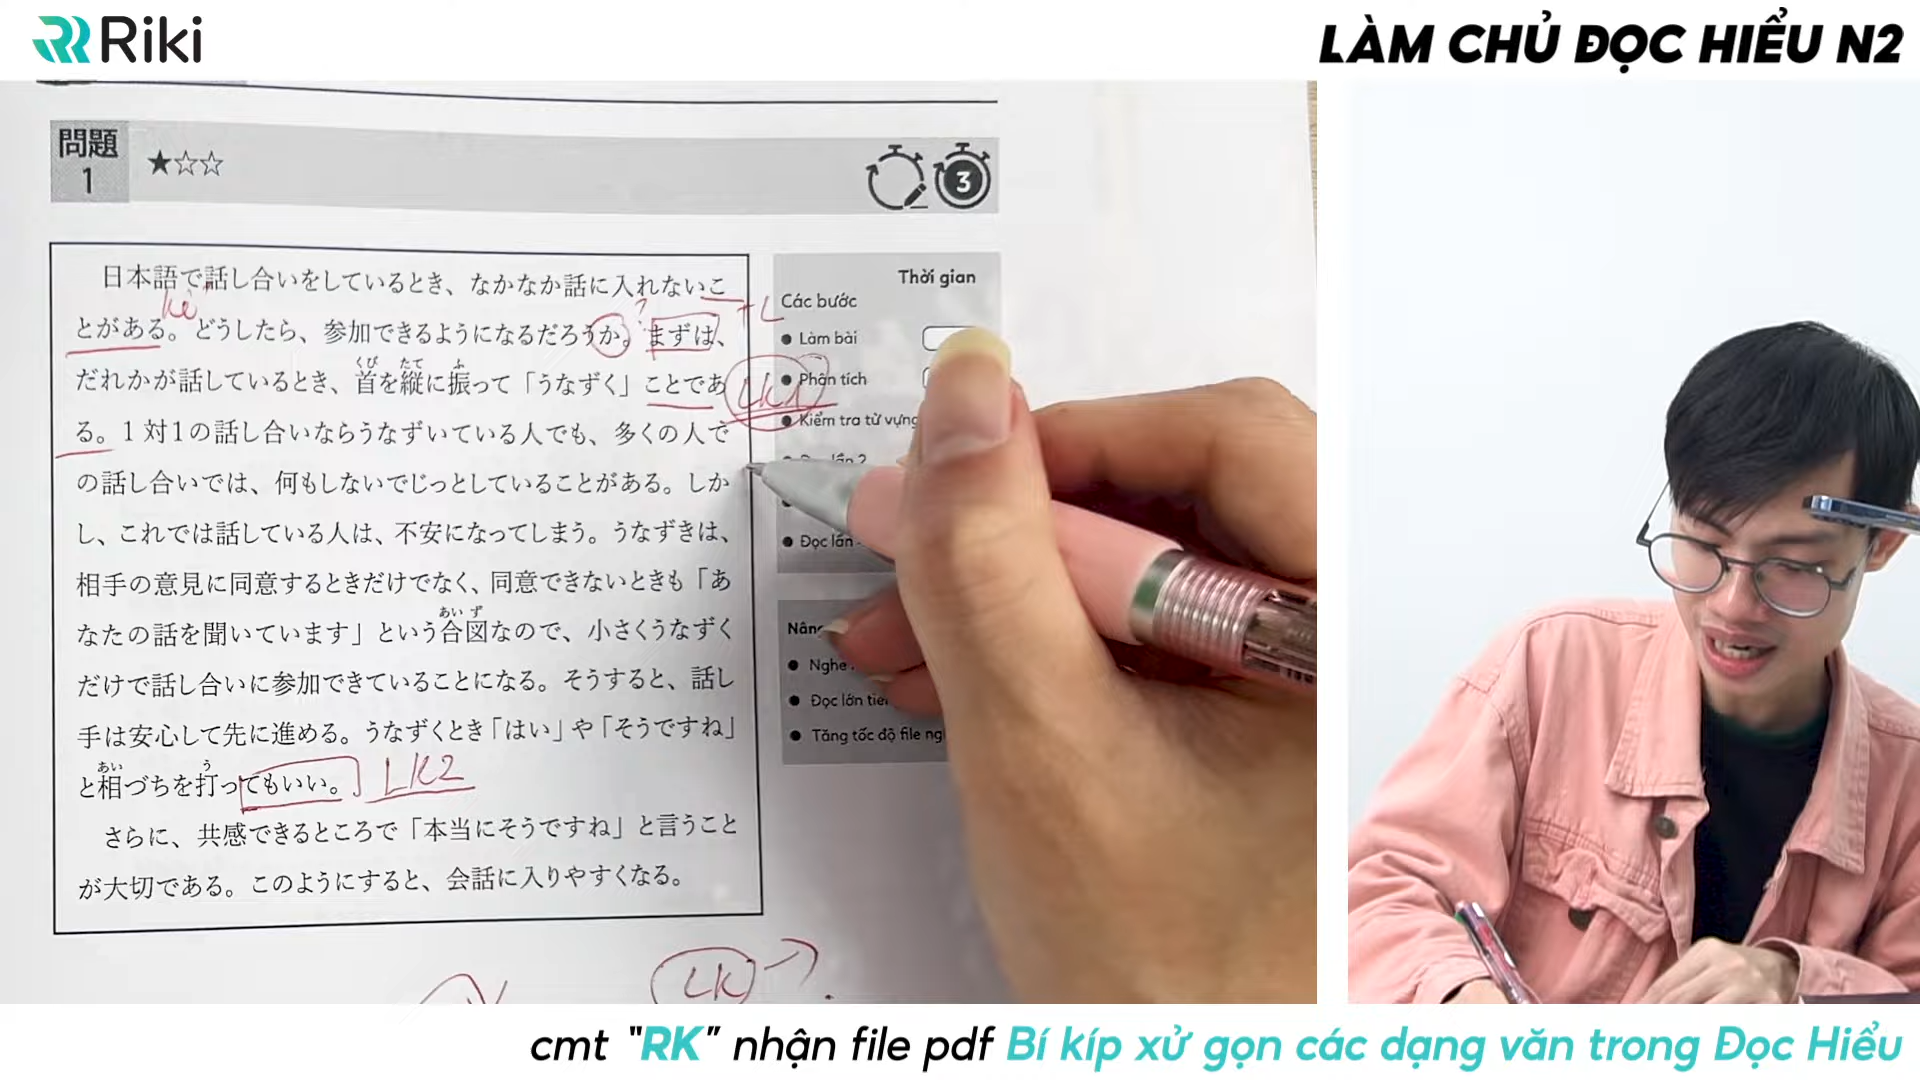 Riki
LÀM CHỦ ĐỌC HIỂU N2
問題
1
★☆☆
3
日本語で話し合いをしているとき、なかなか話に入れないこ
とがある。どうしたら、参加できるようになるだろうか。まずは、
だれかが話しているとき、首を縦に振って「うなずく」ことであ
る。1対1の話し合いならうなずいている人でも、多くの人で
の話し合いでは、何もしないでじっとしていることがある。しか
し、これでは話している人は、不安になってしまう。うなずきは、
相手の意見に同意するときだけでなく、同意できないときも「あ
なたの話を聞いています」という合図なので、小さくうなずく
だけで話し合いに参加できていることになる。そうすると、話し
手は安心して先に進める。うなずくとき「はい」や「そうですね」
と相づちを打ってもいい。
LK2
さらに、共感できるところで「本当にそうですね」と言うこと
が大切である。このようにすると、会話に入りやすくなる。
LK1
LK
Thời gian
Các bước
Làm bài
Phân tích
Kiểm tra từ vựng
Đọc lần
Nghe
Đọc lớn
Tăng tốc độ file
cmt "RK" nhận file pdf Bí kíp xử gọn các dạng văn trong Đọc Hiểu